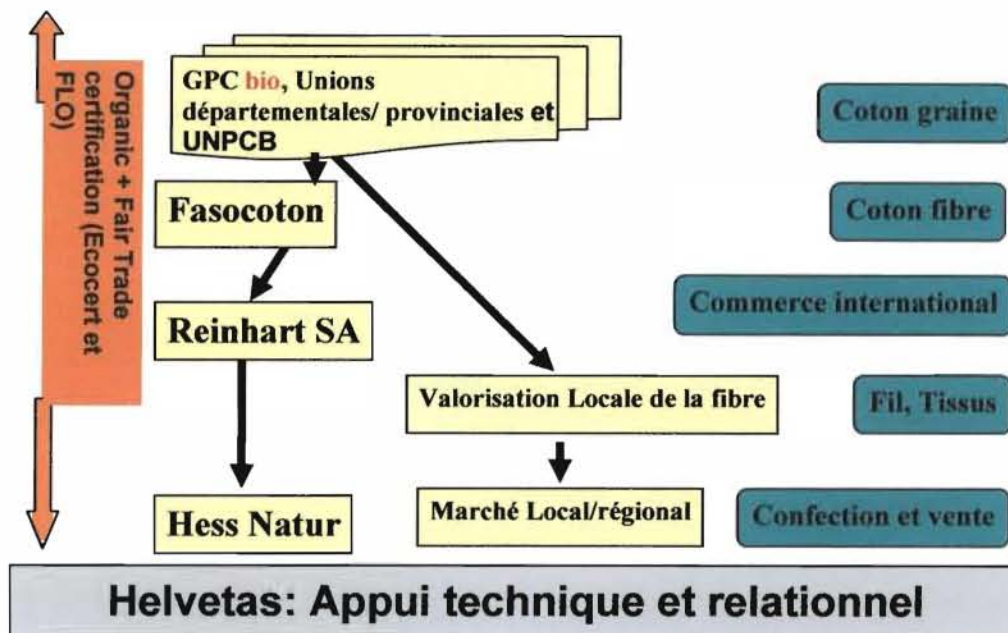 Organic + Fair Trade
certification (Ecocert et
FLO)
GPC bio, Unions
départementales/ provinciales et
UNPCB
Coton graine
Fasocoton
Coton fibre
Commerce international
Reinhart SA
Valorisation Locale de la fibre
Fil, Tissus
Hess Natur
Marché Local/régional
Confection et vente
Helvetas: Appui technique et relationnel